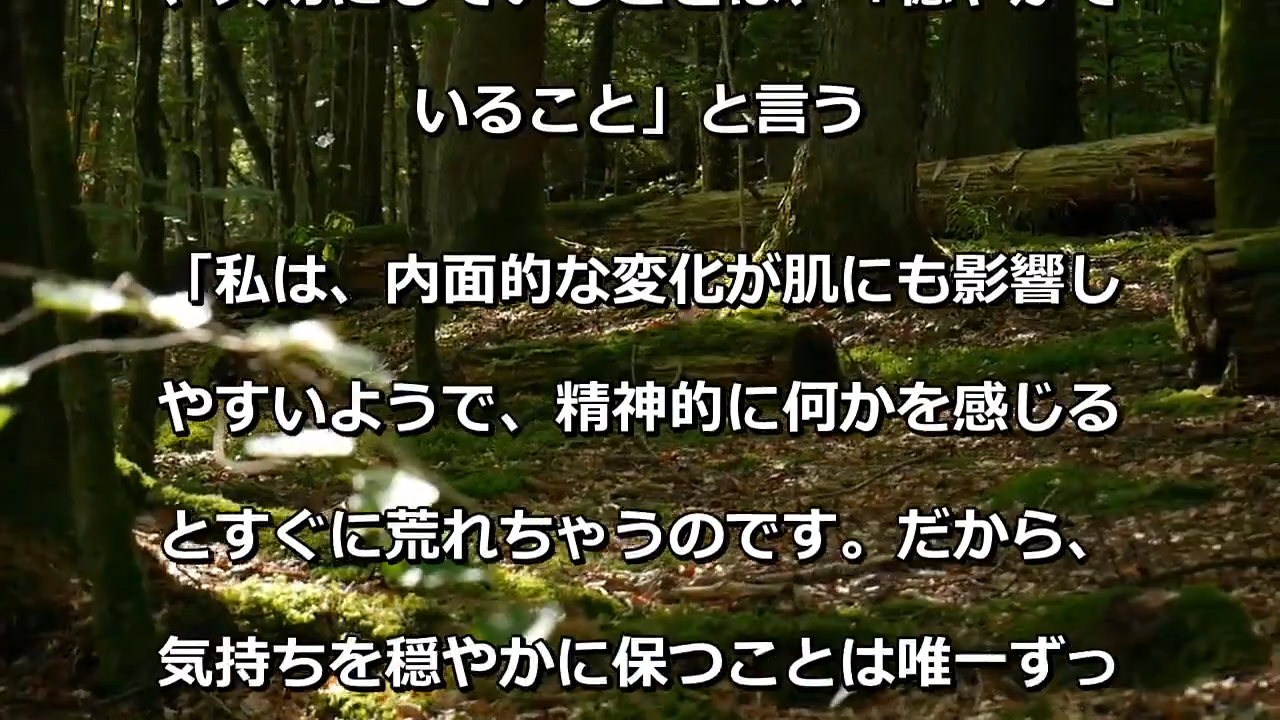 いること」と言う
「私は、内面的な変化が肌にも影響し
やすいようで、精神的に何かを感じる
とすぐに荒れちゃうのです。だから、
気持ちを穏やかに保つことは唯一ずっ